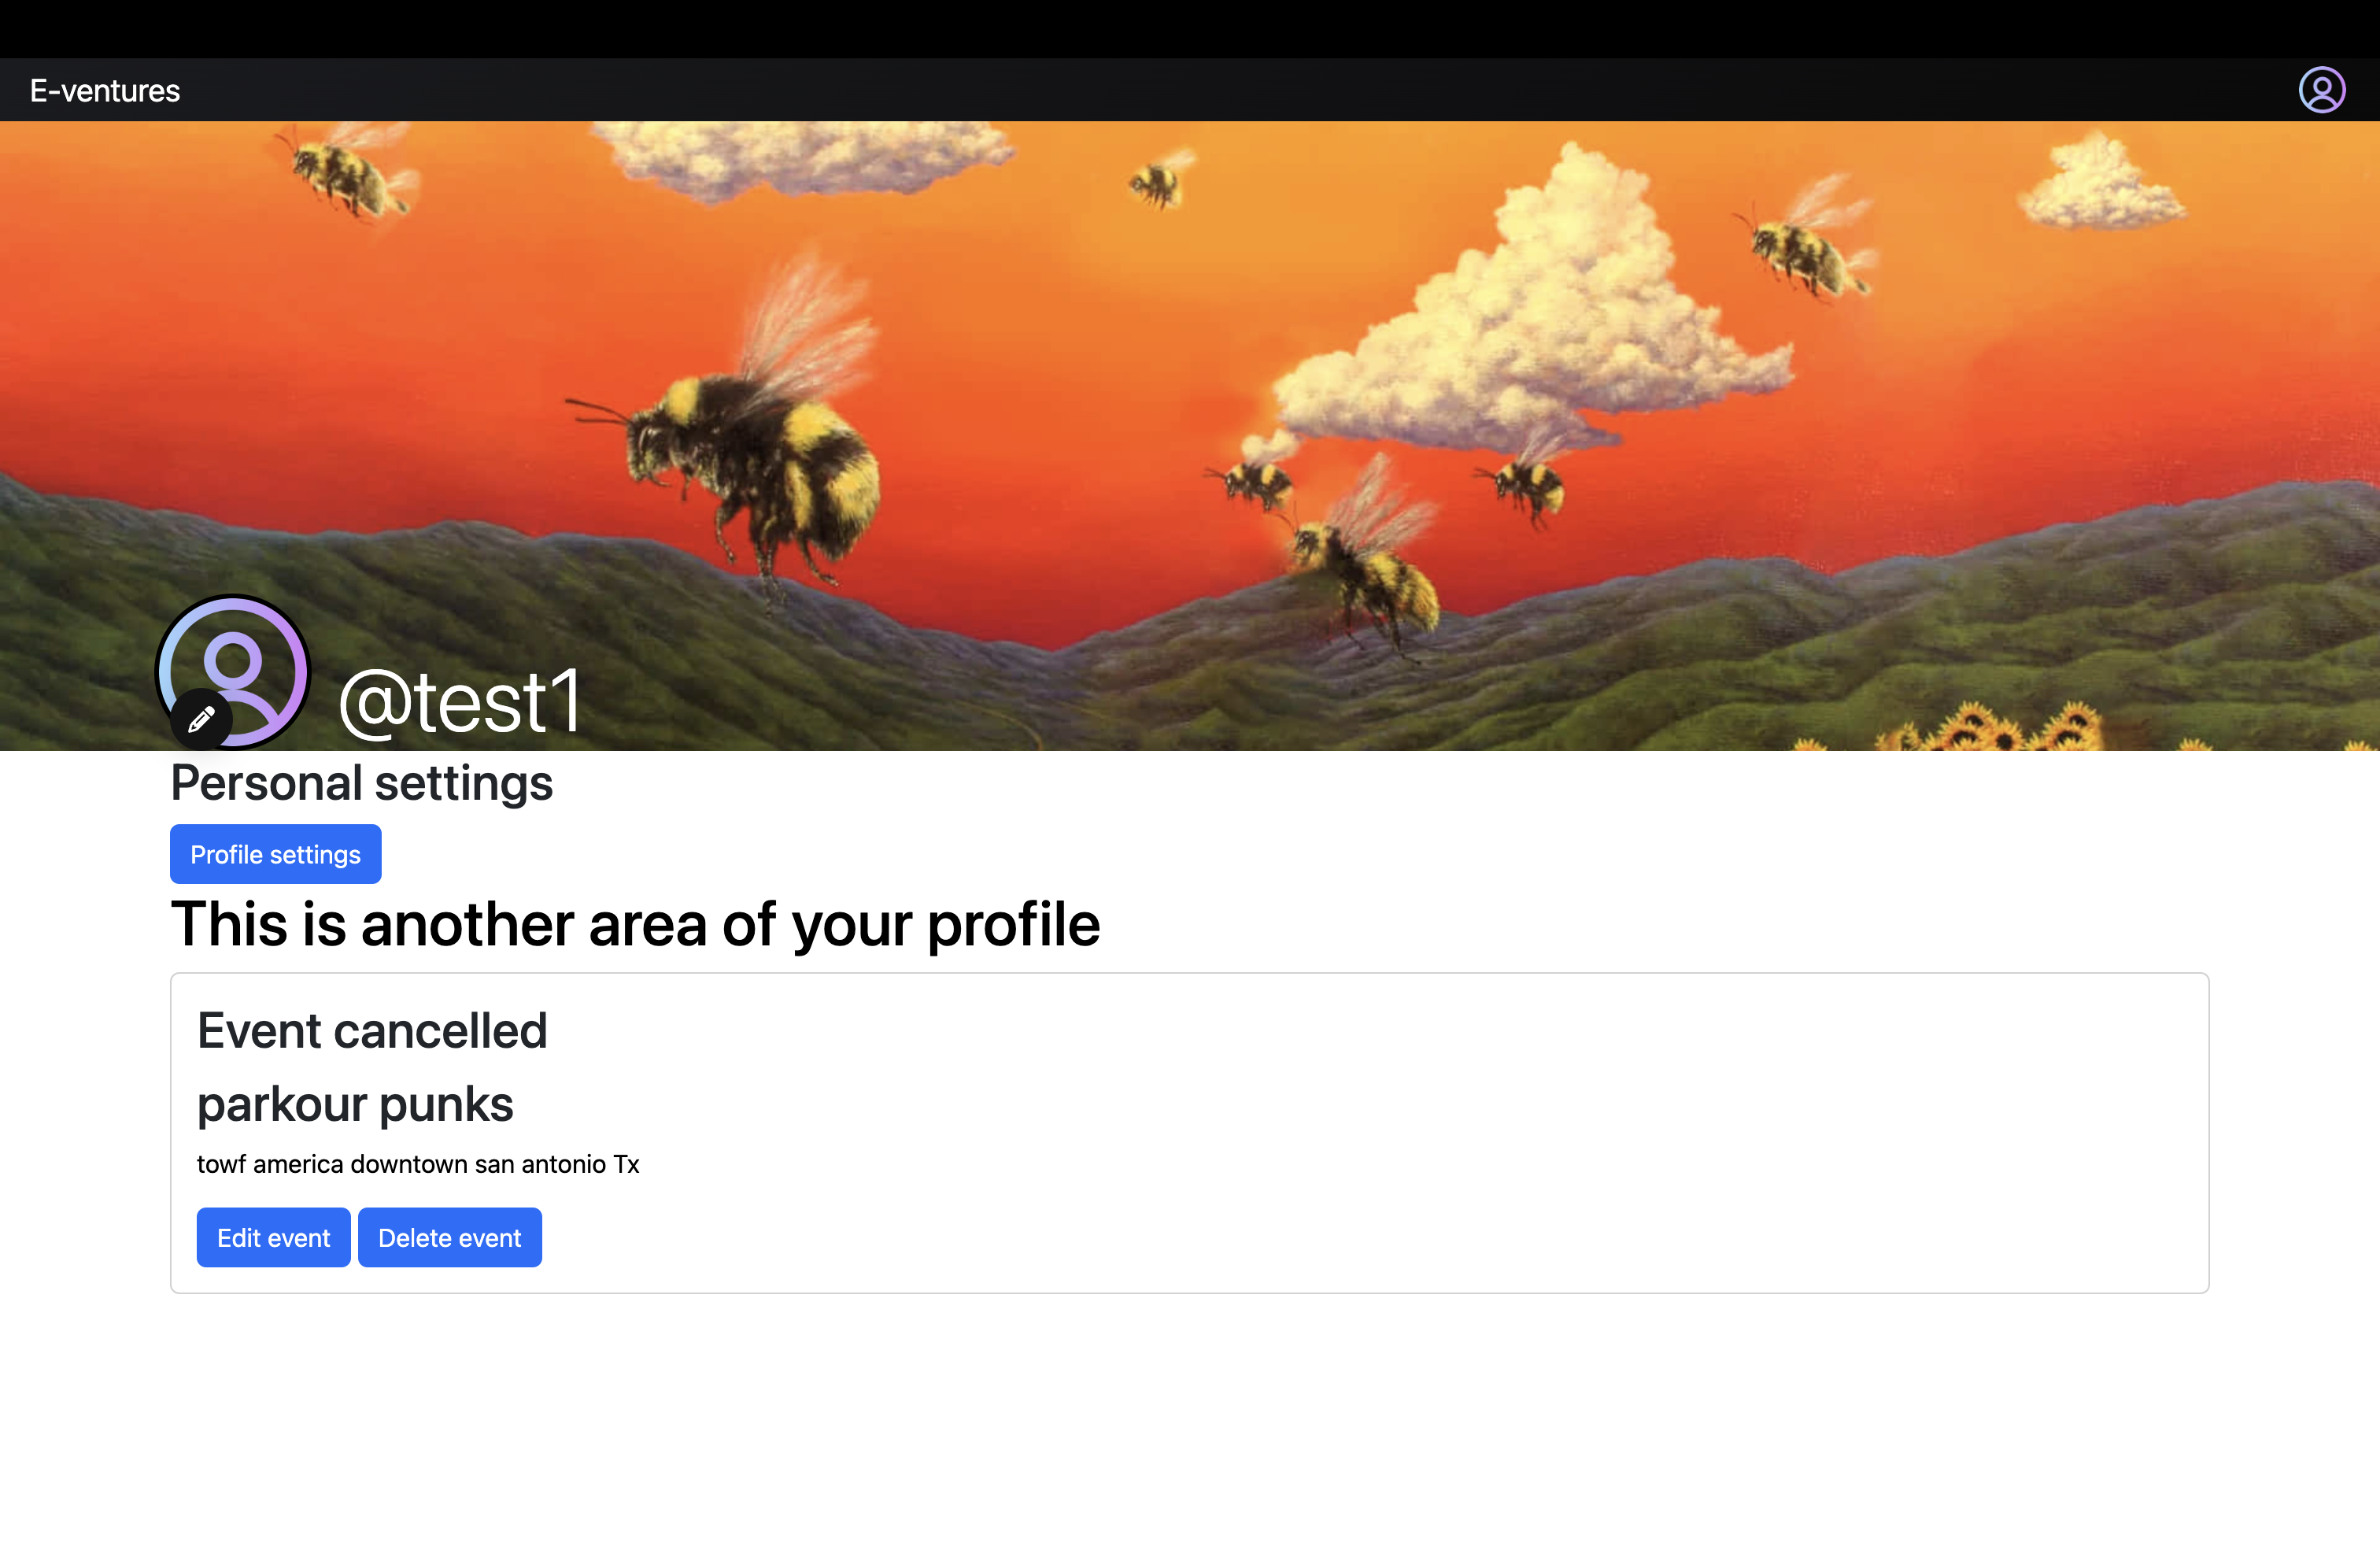 E-ventures
@test1
Personal settings
Profile settings
This is another area of your profile
Event cancelled
parkour punks
towf america downtown san antonio Tx
Edit event Delete event